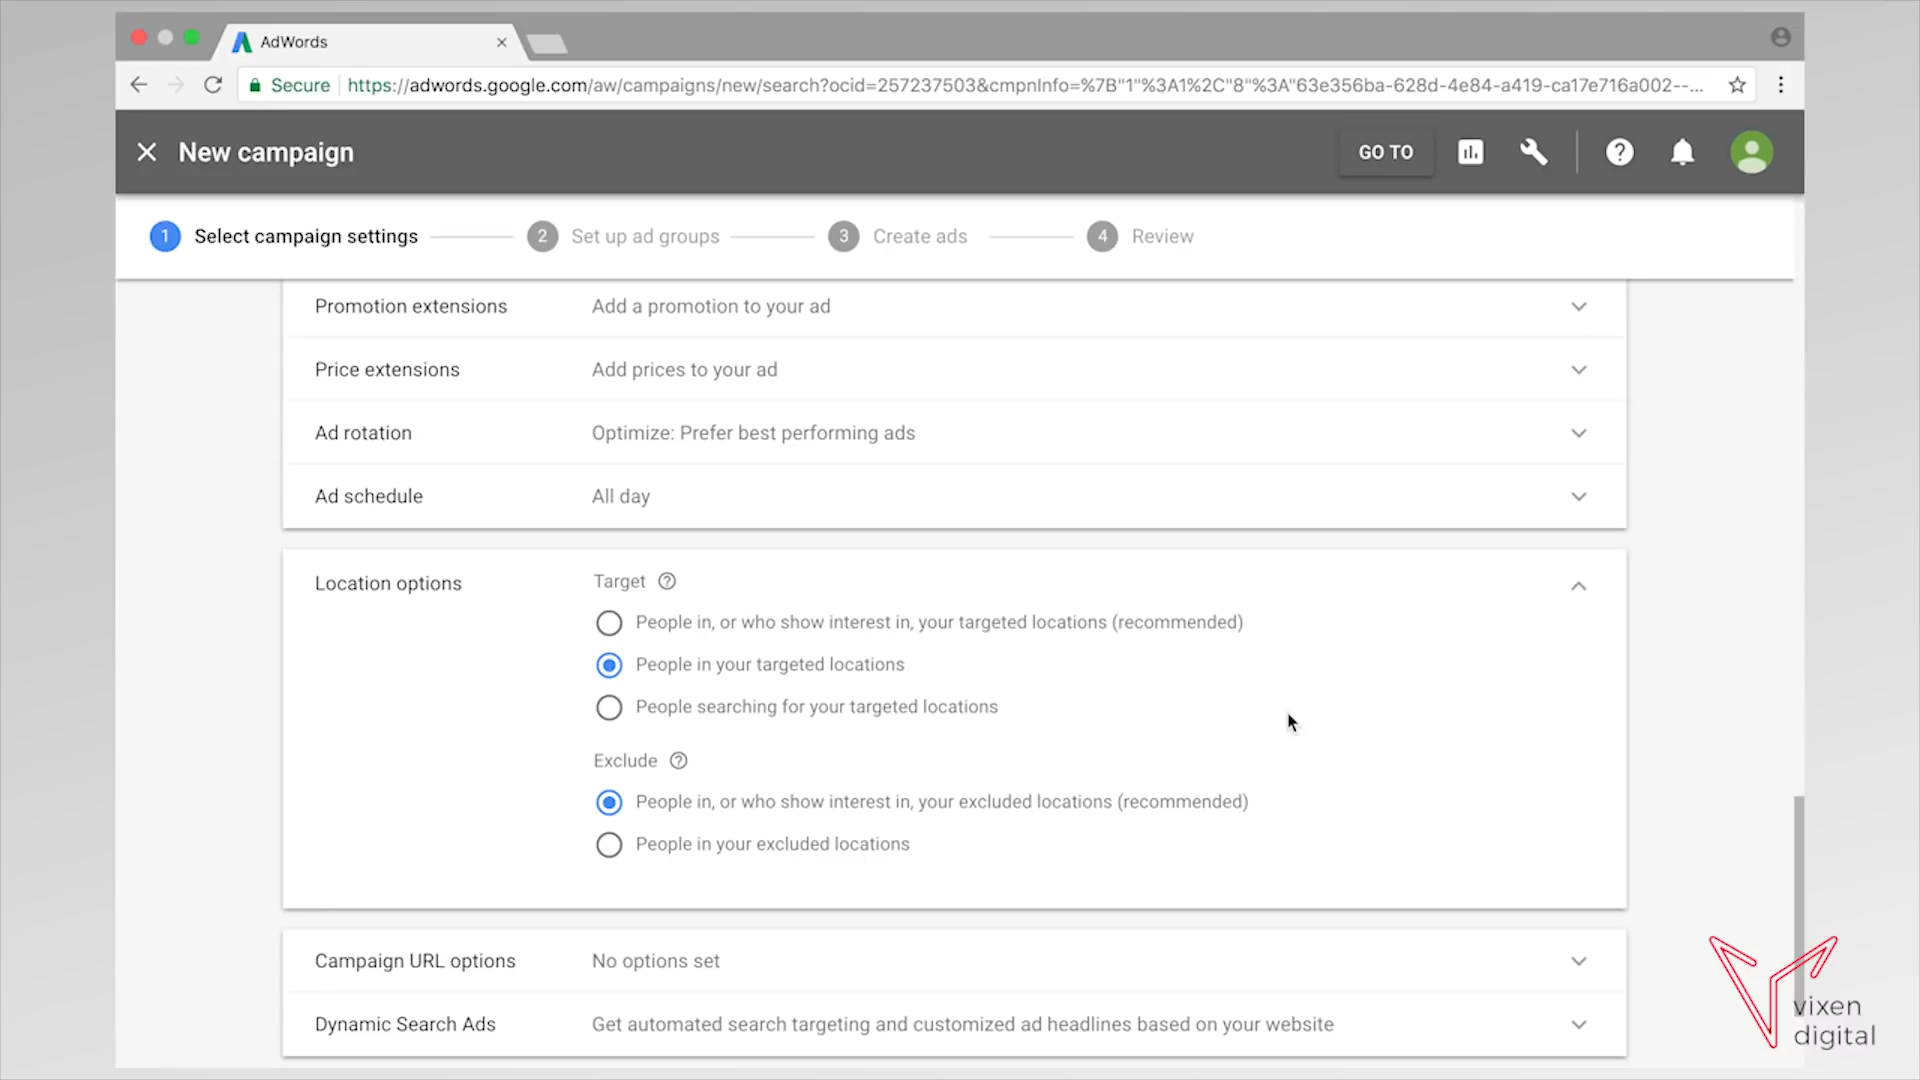 AdWords
Secure https://adwords.google.com/aw/campaigns/new/search?ocid=257237503&cmpnInfo=%7B"1"%3A1%2C"8"%3A"63e356ba-628d-4e84-a419-ca17e716a002--...
New campaign
GO TO
1 Select campaign settings 2 Set up ad groups 3 Create ads 4 Review
Promotion extensions Add a promotion to your ad
Price extensions Add prices to your ad
Ad rotation Optimize: Prefer best performing ads
Ad schedule All day
Location options Target
People in, or who show interest in, your targeted locations (recommended)
People in your targeted locations
People searching for your targeted locations
Exclude
People in, or who show interest in, your excluded locations (recommended)
People in your excluded locations
Campaign URL options No options set
Dynamic Search Ads Get automated search targeting and customized ad headlines based on your website
vixen
digital